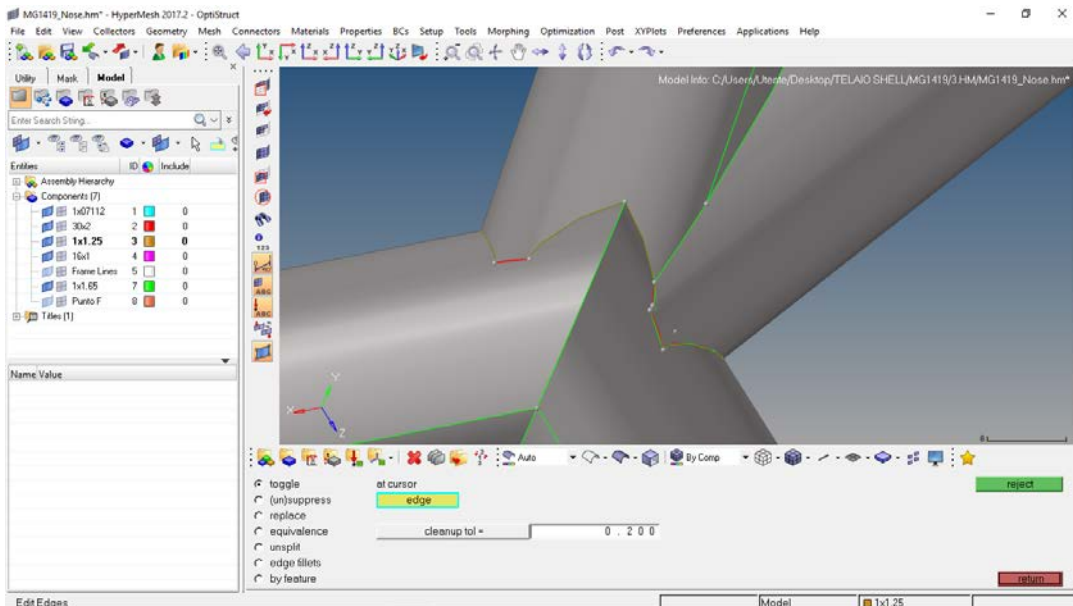 MG1419_Nose.hm* - HyperMesh 2017.2 - OptiStruct
File Edit View Collectors Geometry Mesh Connectors Materials Properties BCs Setup Tools Morphing Optimization Post XYPlots Preferences Applications Help
Utility Mask Model
Model Info: C:/Users/Utente/Desktop/TELAIO SHELL/MG1419/3.HM/MG1419_Nose.hm*
Enter Search String...
Entities ID Include
Assembly Hierarchy
Components (7)
1x07112 1 0
30x2 2 0
1x1.25 3 0
16x1 4 0
Frame Lines 5 0
1x1.65 7 0
Punto F 8 0
Titles (1)
123
ABC
ABC
Name Value
Y
X
Z
0
Auto By Comp
toggle at cursor reject
(un)suppress edge
replace
equivalence cleanup tol = 0.200
unsplit
edge fillets
by feature return
Edit Edges Model 1x1.25